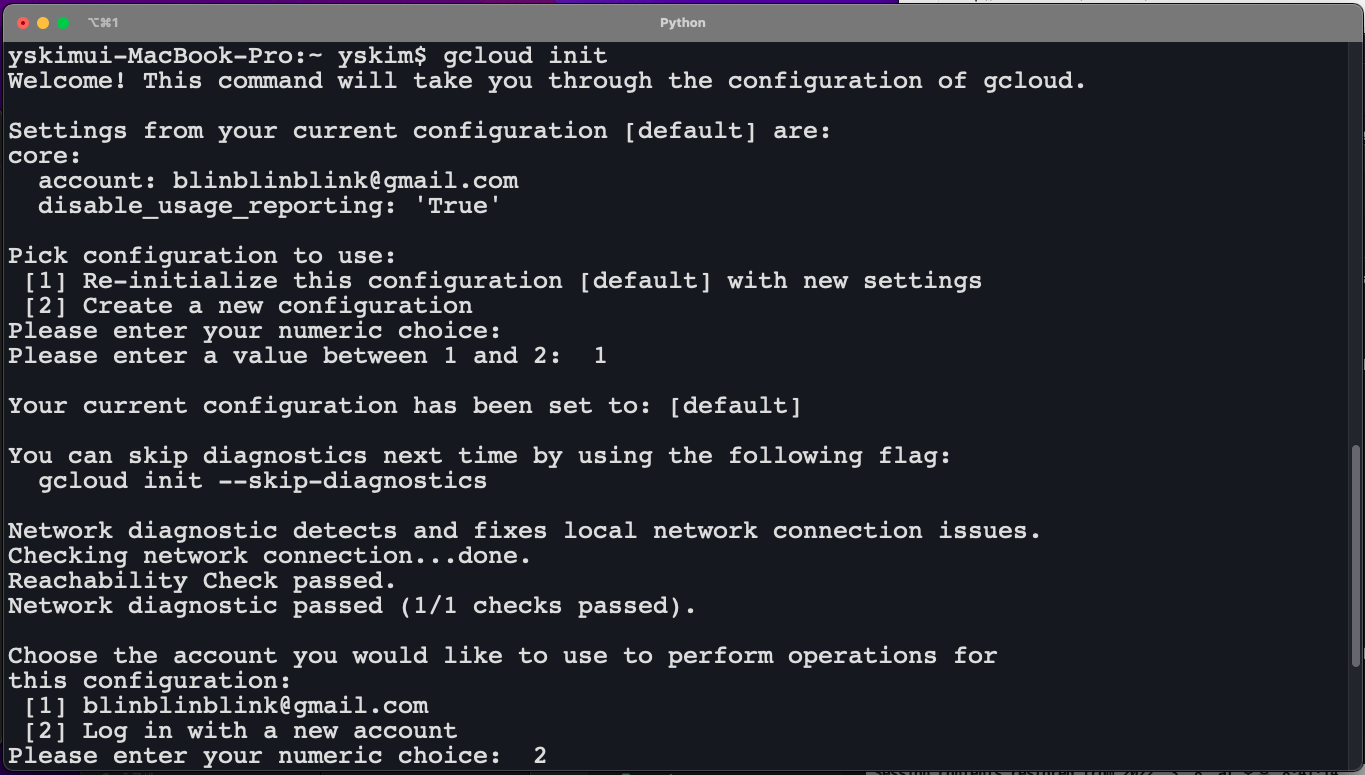 ⌥⌘1
Python
yskimui-MacBook-Pro:~ yskim$ gcloud init
Welcome! This command will take you through the configuration of gcloud.
Settings from your current configuration [default] are:
core:
  account: blinblinblink@gmail.com
  disable_usage_reporting: 'True'
Pick configuration to use:
 [1] Re-initialize this configuration [default] with new settings
 [2] Create a new configuration
Please enter your numeric choice:
Please enter a value between 1 and 2:  1
Your current configuration has been set to: [default]
You can skip diagnostics next time by using the following flag:
  gcloud init --skip-diagnostics
Network diagnostic detects and fixes local network connection issues.
Checking network connection...done.
Reachability Check passed.
Network diagnostic passed (1/1 checks passed).
Choose the account you would like to use to perform operations for
this configuration:
 [1] blinblinblink@gmail.com
 [2] Log in with a new account
Please enter your numeric choice:  2